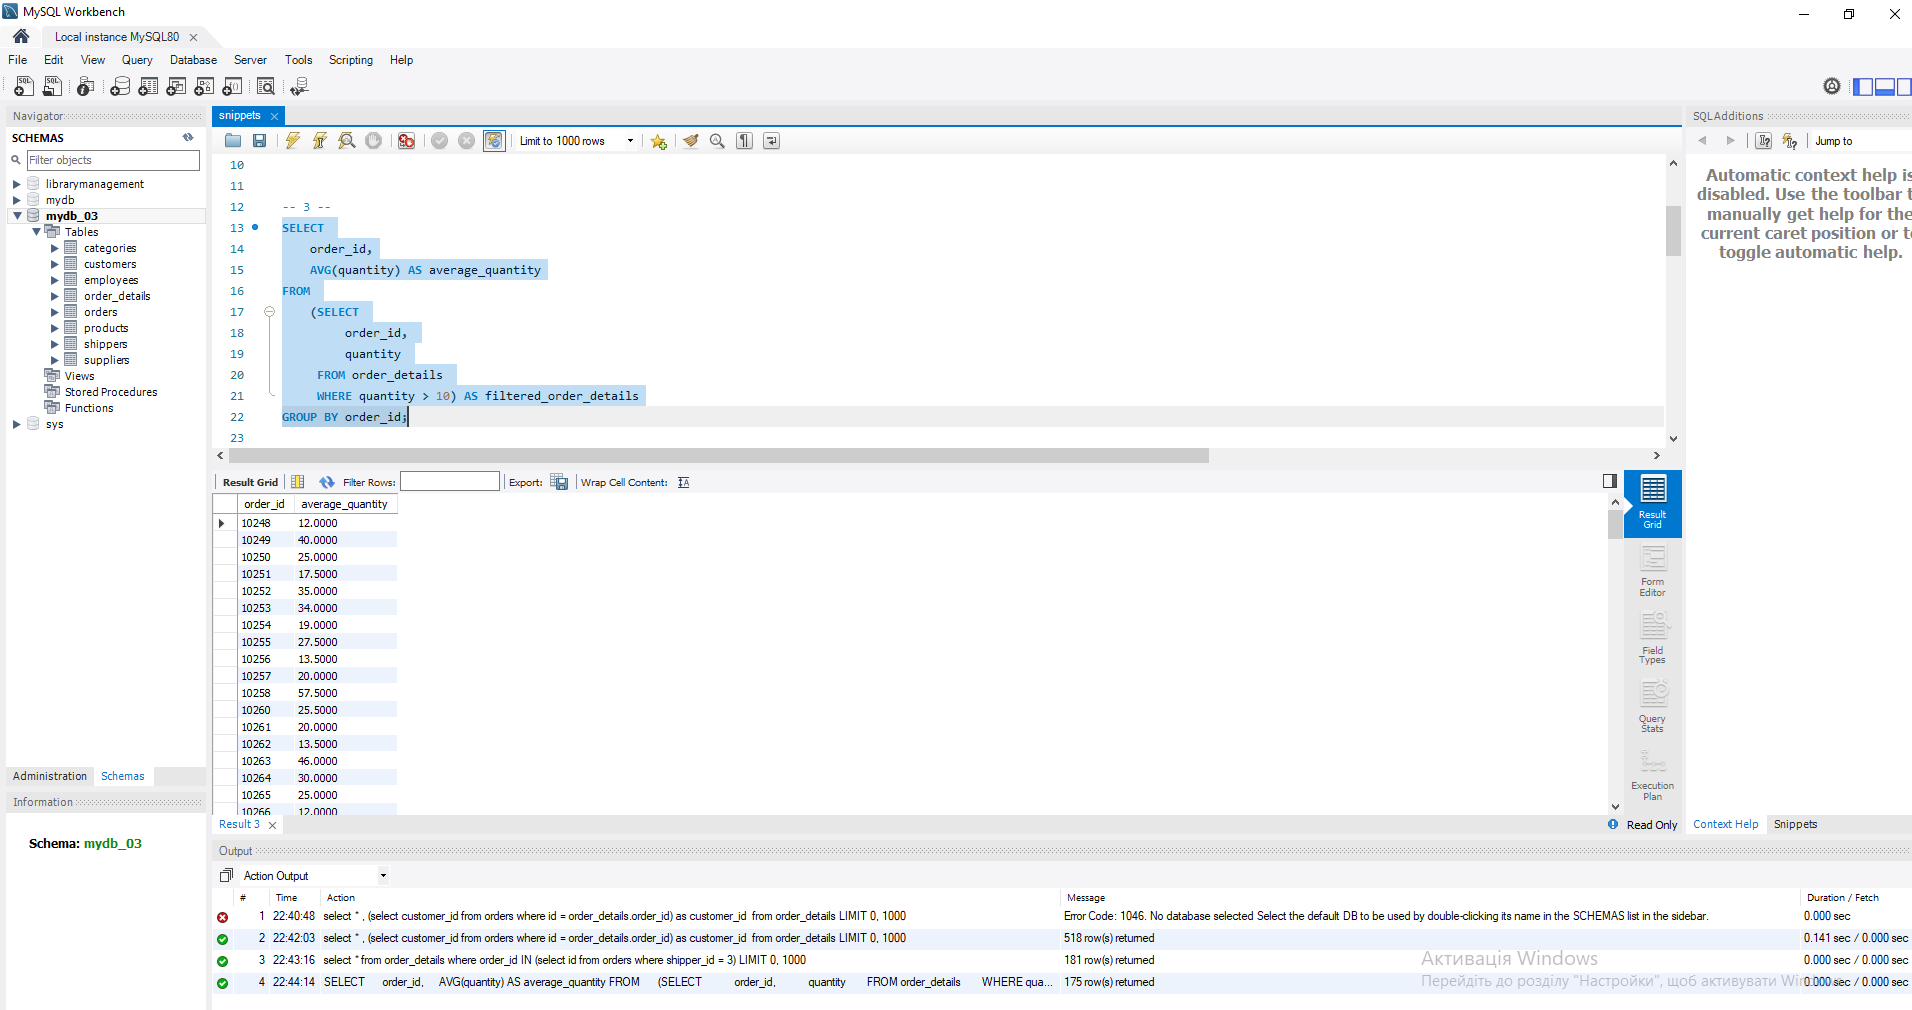 MySQL Workbench
Local instance MySQL80
File Edit View Query Database Server Tools Scripting Help
Navigator
SCHEMAS
Filter objects
librarymanagement
mydb
mydb_03
Tables
categories
customers
employees
order_details
orders
products
shippers
suppliers
Views
Stored Procedures
Functions
sys
Administration Schemas
Information
Schema: mydb_03
snippets
Limit to 1000 rows
10
11
12 -- 3 --
13 SELECT
14 order_id,
15 AVG(quantity) AS average_quantity
16 FROM
17 (SELECT
18 order_id,
19 quantity
20 FROM order_details
21 WHERE quantity > 10) AS filtered_order_details
22 GROUP BY order_id;
23
Result Grid Filter Rows: Export: Wrap Cell Content:
order_id average_quantity
10248 12.0000
10249 40.0000
10250 25.0000
10251 17.5000
10252 35.0000
10253 34.0000
10254 19.0000
10255 27.5000
10256 13.5000
10257 20.0000
10258 57.5000
10260 25.5000
10261 20.0000
10262 13.5000
10263 46.0000
10264 30.0000
10265 25.0000
10266 12.0000
Result Grid
Form Editor
Field Types
Query Stats
Execution Plan
Result 3
Read Only
SQLAdditions
Jump to
Automatic context help is
disabled. Use the toolbar t
manually get help for the
current caret position or t
toggle automatic help.
Context Help Snippets
Output
Action Output
# Time Action Message Duration / Fetch
1 22:40:48 select * , (select customer_id from orders where id = order_details.order_id) as customer_id from order_details LIMIT 0, 1000 Error Code: 1046. No database selected Select the default DB to be used by double-clicking its name in the SCHEMAS list in the sidebar. 0.000 sec
2 22:42:03 select * , (select customer_id from orders where id = order_details.order_id) as customer_id from order_details LIMIT 0, 1000 518 row(s) returned 0.141 sec / 0.000 sec
3 22:43:16 select * from order_details where order_id IN (select id from orders where shipper_id = 3) LIMIT 0, 1000 181 row(s) returned 0.000 sec / 0.000 sec
4 22:44:14 SELECT order_id, AVG(quantity) AS average_quantity FROM (SELECT order_id, quantity FROM order_details WHERE qua... 175 row(s) returned 0.000 sec / 0.000 sec
Активація Windows
Перейдіть до розділу "Настройки", щоб активувати Windows.